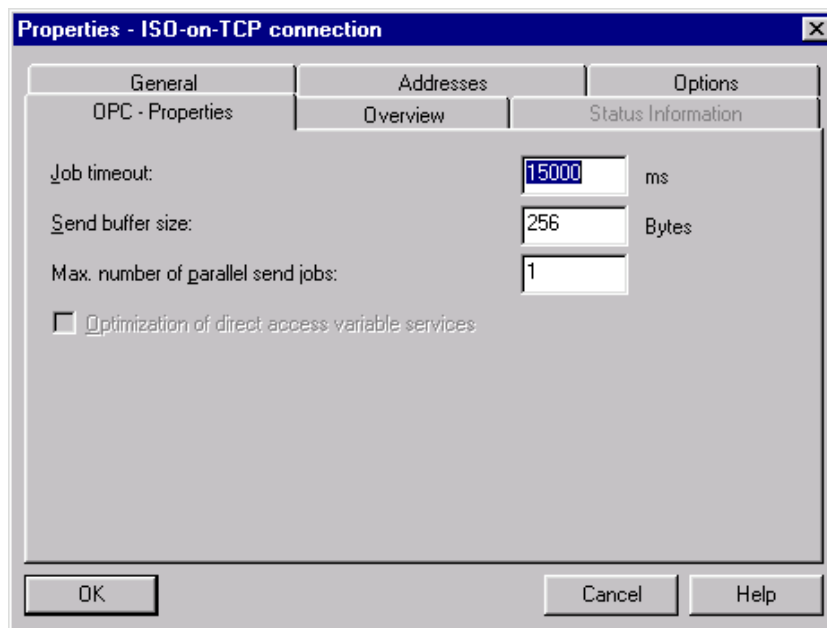 Properties - ISO-on-TCP connection
General Addresses Options
OPC - Properties Overview Status Information
Job timeout: 15000 ms
Send buffer size: 256 Bytes
Max. number of parallel send jobs: 1
Optimization of direct access variable services
OK Cancel Help